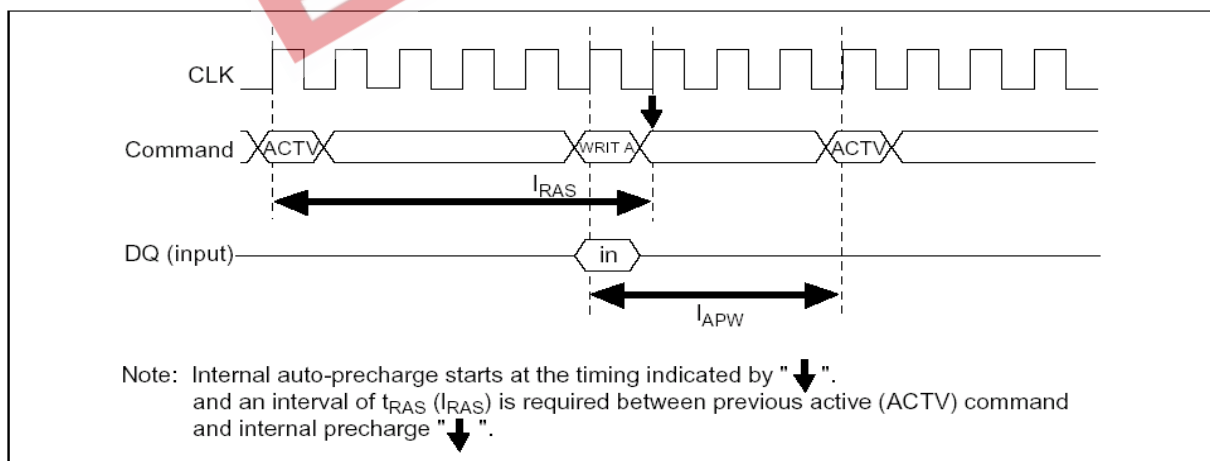 CLK
Command
ACTV
WRIT A
ACTV
lRAS
DQ (input)
in
lAPW
Note: Internal auto-precharge starts at the timing indicated by "↓".
and an interval of tRAS (lRAS) is required between previous active (ACTV) command
and internal precharge "↓".